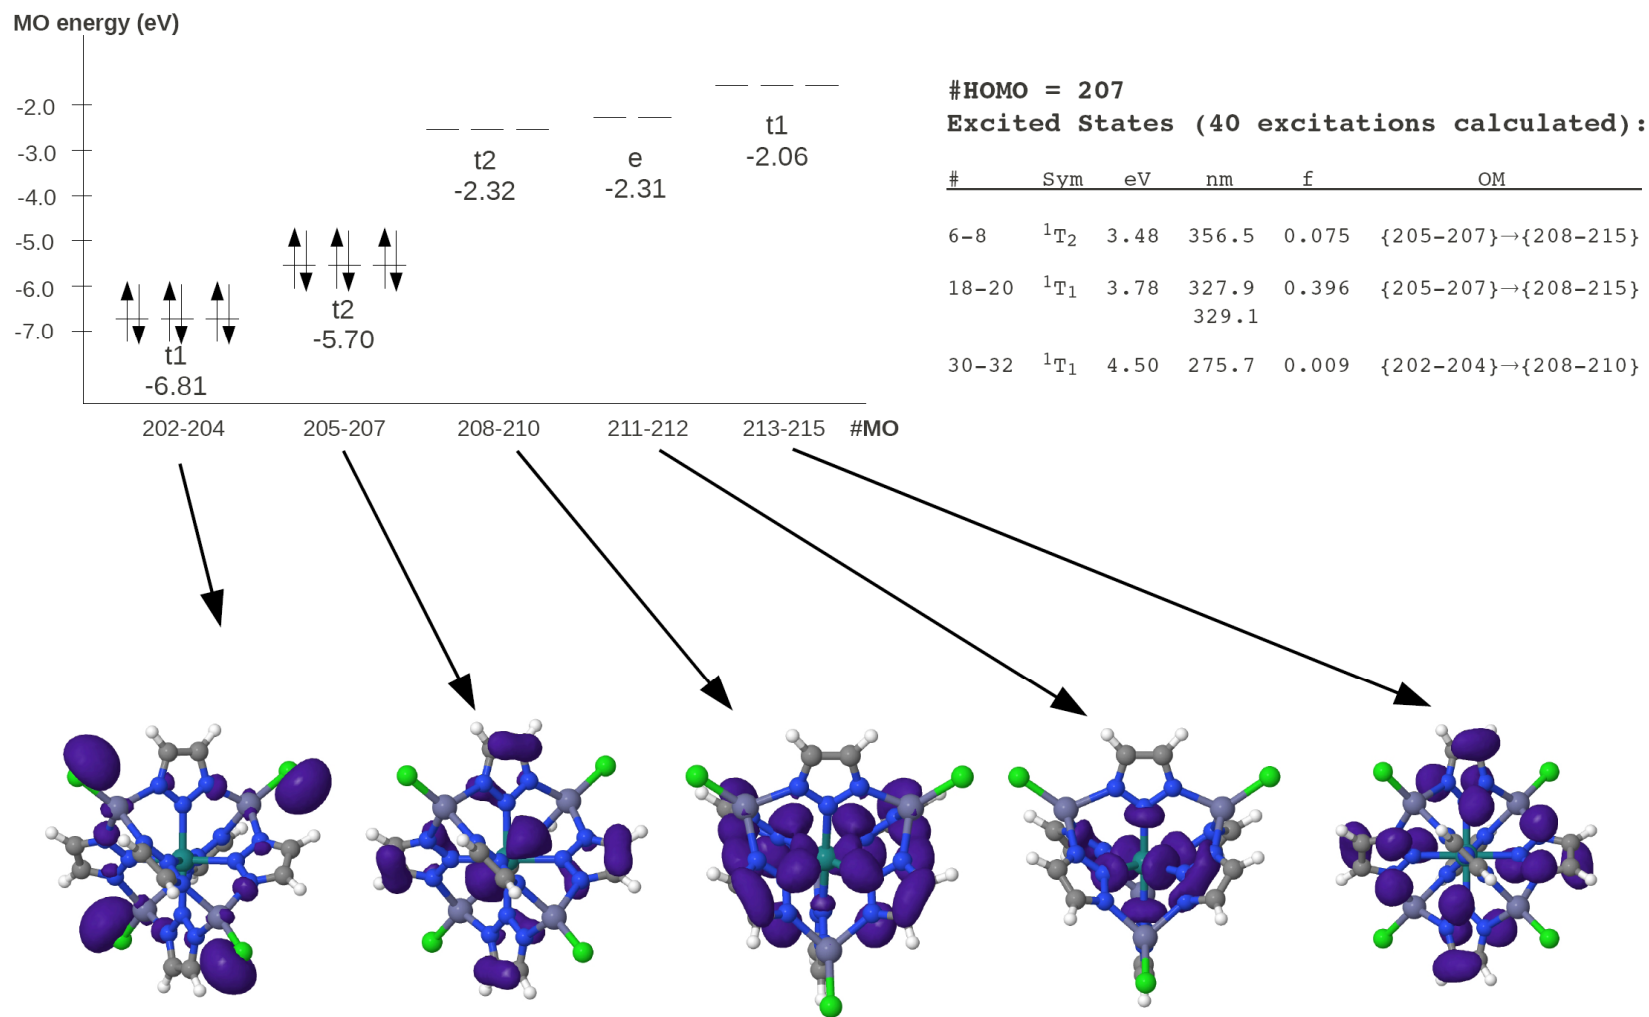 MO energy (eV)
-2.0
-3.0
-4.0
-5.0
-6.0
-7.0
t1
-6.81
t2
-5.70
t2
-2.32
e
-2.31
t1
-2.06
202-204 205-207 208-210 211-212 213-215 #MO
#HOMO = 207
Excited States (40 excitations calculated):
# Sym eV nm f OM
6-8 ¹T₂ 3.48 356.5 0.075 {205-207}→{208-215}
18-20 ¹T₁ 3.78 327.9 0.396 {205-207}→{208-215}
329.1
30-32 ¹T₁ 4.50 275.7 0.009 {202-204}→{208-210}